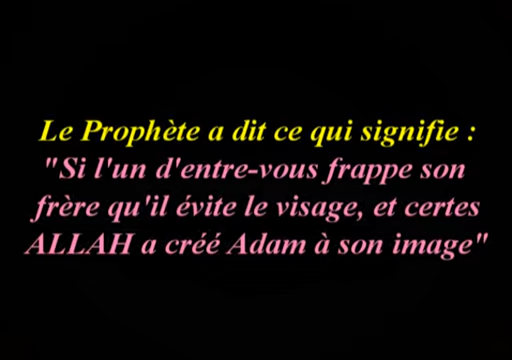 Le Prophète a dit ce qui signifie :
"Si l'un d'entre-vous frappe son
frère qu'il évite le visage, et certes
ALLAH a créé Adam à son image"